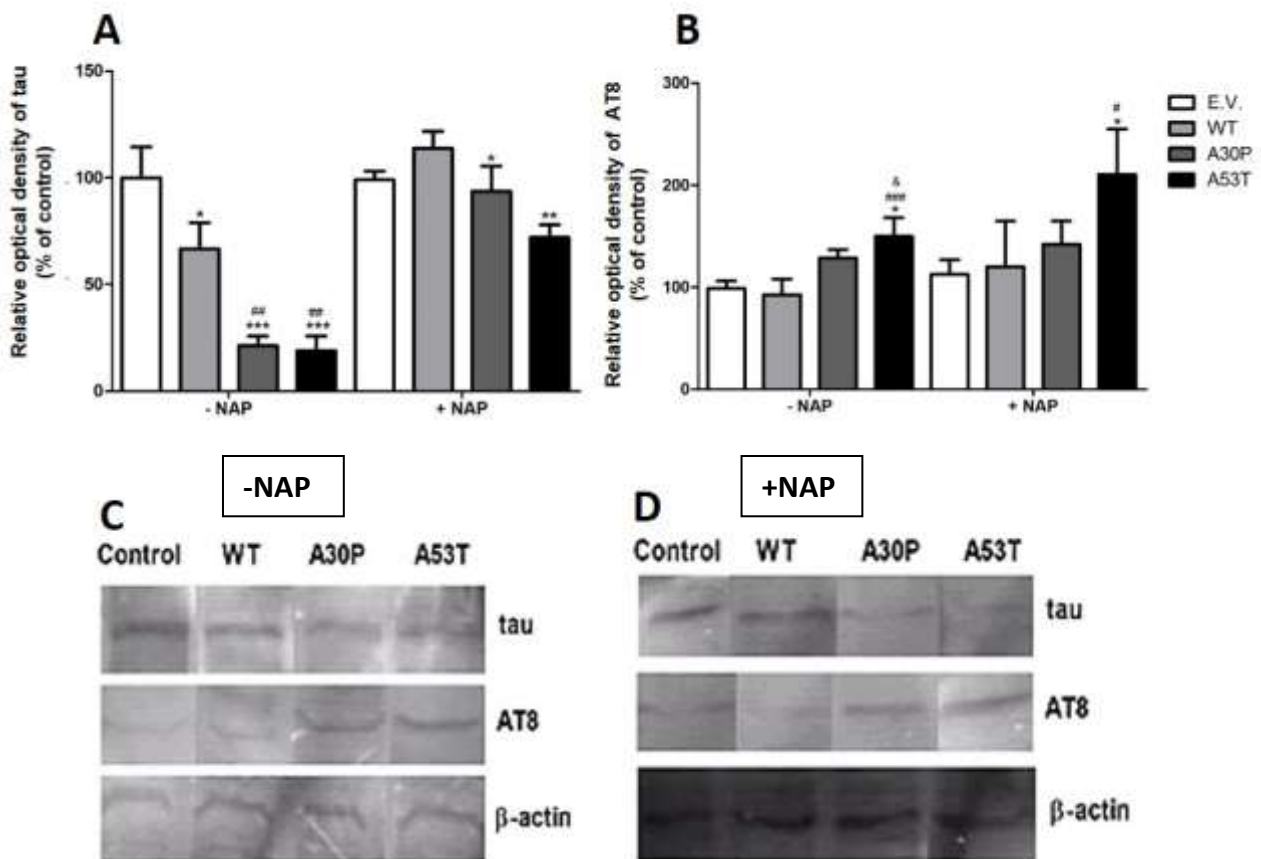 A
Relative optical density of tau
(% of control)
150
100
50
0
*
##
***
##
***
*
**
- NAP
+ NAP
B
Relative optical density of AT8
(% of control)
300
200
100
0
&
###
*
#
*
- NAP
+ NAP
E.V.
WT
A30P
A53T
-NAP
C
Control WT A30P A53T
tau
AT8
β-actin
+NAP
D
Control WT A30P A53T
tau
AT8
β-actin